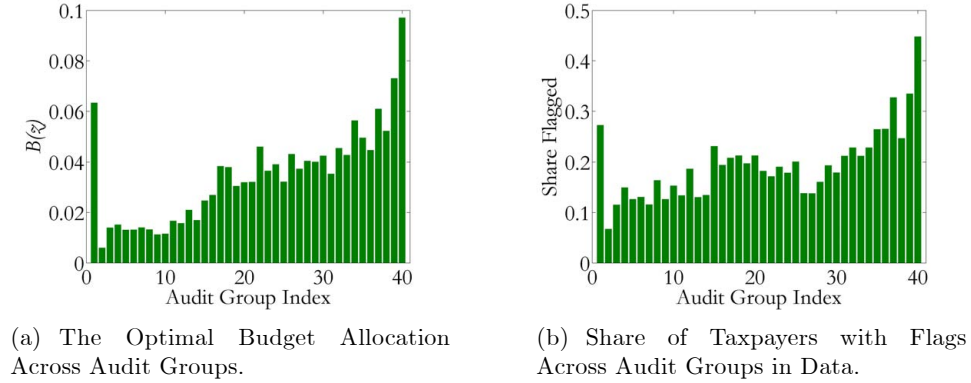 0.1
0.08
0.06
0.04
0.02
0
B(z)
0 10 20 30 40
Audit Group Index
(a) The Optimal Budget Allocation
Across Audit Groups.
0.5
0.4
0.3
0.2
0.1
0
Share Flagged
0 10 20 30 40
Audit Group Index
(b) Share of Taxpayers with Flags
Across Audit Groups in Data.